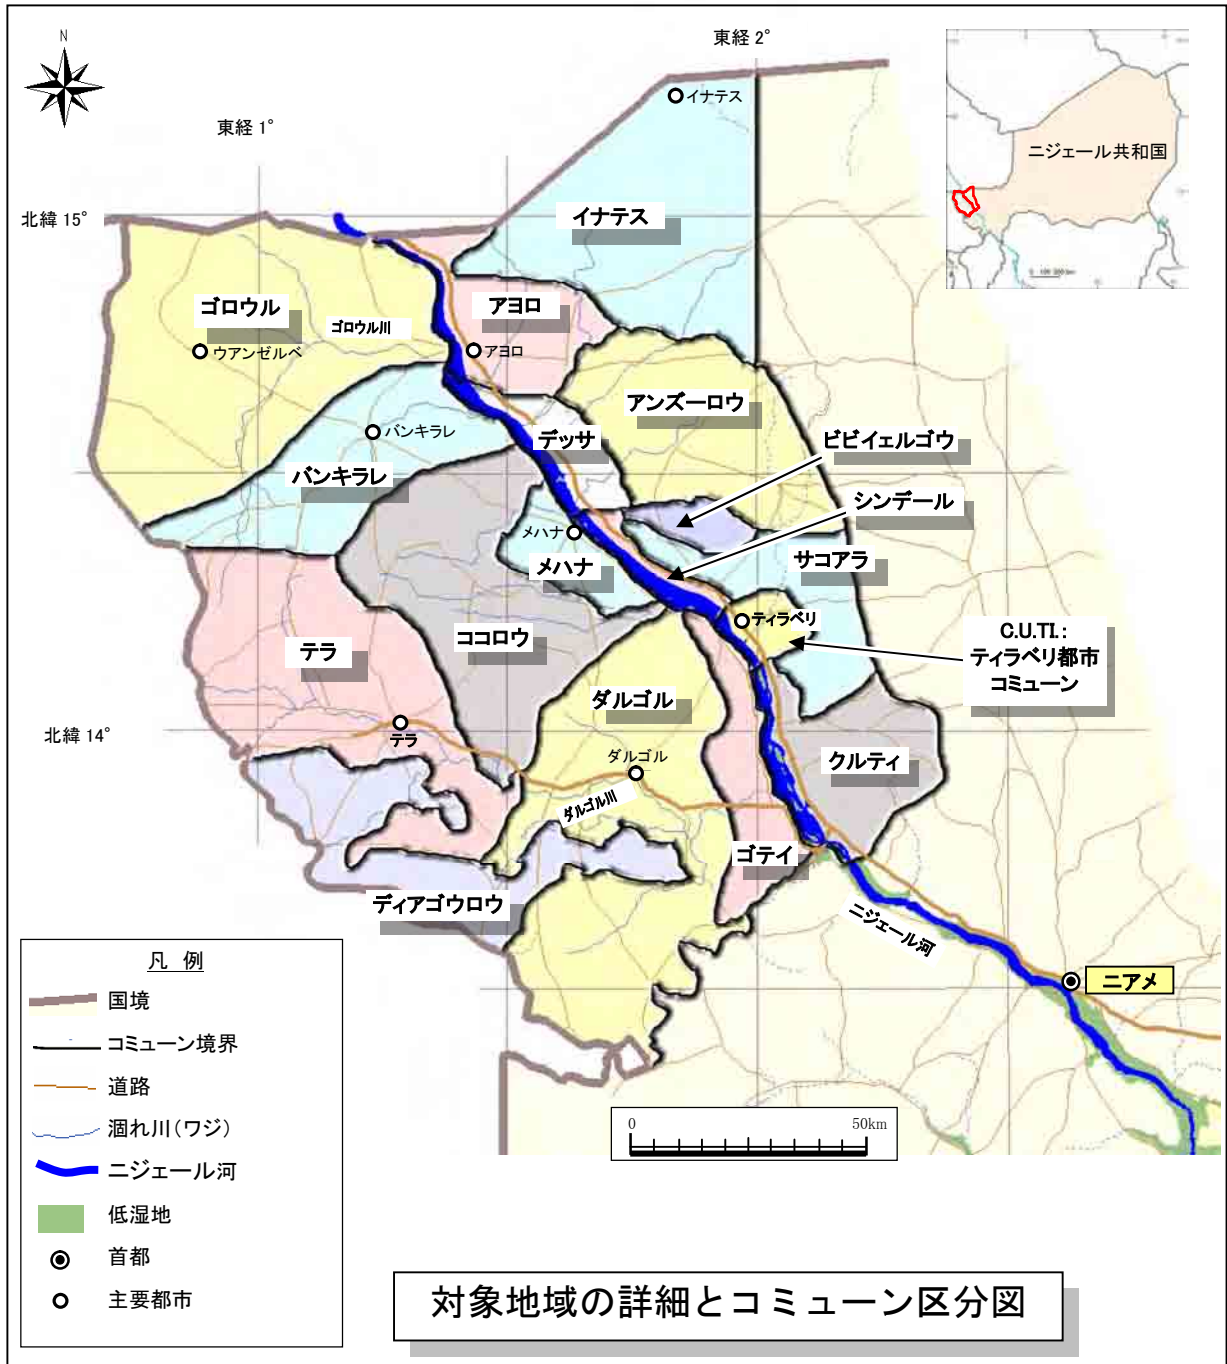 N
東経 2°
イナテス
東経 1°
ニジェール共和国
北緯 15°
イナテス
ゴロウル
アヨロ
ゴロウル川
ウアンゼルベ
アヨロ
アンズーロウ
バンキラレ
デッサ
ビビイェルゴウ
バンキラレ
シンデール
メハナ
メハナ
サコアラ
ティラベリ
ココロウ
テラ
C.U.TI.:
ティラベリ都市
コミューン
ダルゴル
北緯 14°
テラ
ダルゴル
クルティ
ダルゴル川
ゴテイ
ディアゴウロウ
ニジェール河
ニアメ
凡 例
国境
コミューン境界
道路
涸れ川(ワジ)
ニジェール河
低湿地
首都
主要都市
0 50km
対象地域の詳細とコミューン区分図